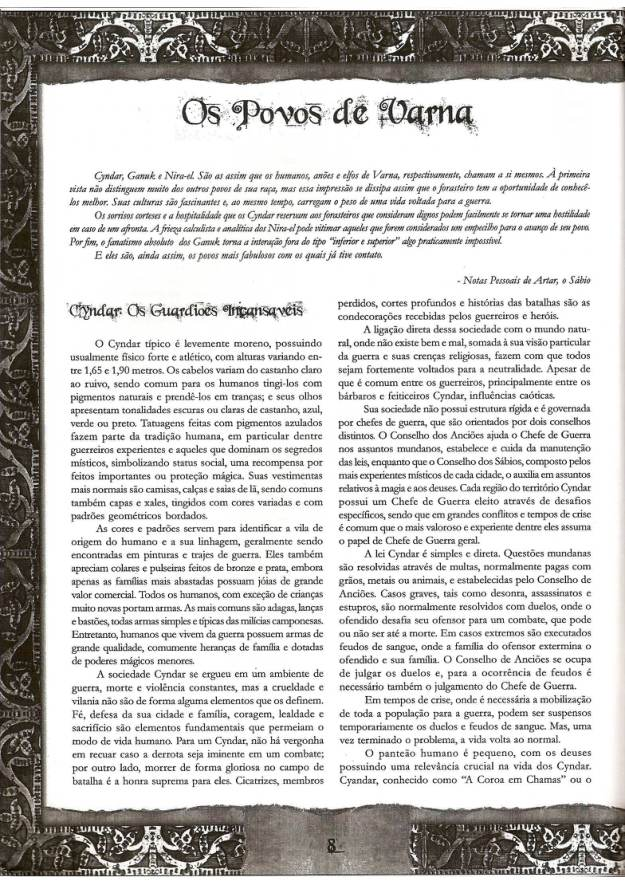 Os Povos de Varna
Cyndar, Ganuk e Nira-el. São as assim que os humanos, anões e elfos de Varna, respectivamente, chamam a si mesmos. À primeira
vista não distinguem muito dos outros povos de sua raça, mas essa impressão se dissipa assim que o forasteiro tem a oportunidade de conhecê-
los melhor. Suas culturas são fascinantes e, ao mesmo tempo, carregam o peso de uma vida voltada para a guerra.
Os sorrisos corteses e a hospitalidade que os Cyndar reservam aos forasteiros que consideram dignos podem facilmente se tornar uma hostilidade
em caso de um afronta. A frieza calculista e analítica dos Nira-el pode vitimar aqueles que forem considerados um empecilho para o avanço de seu povo.
Por fim, o fanatismo absoluto dos Ganuk torna a interação fora do tipo "inferior e superior" algo praticamente impossível.
E eles são, ainda assim, os povos mais fabulosos com os quais já tive contato.
- Notas Pessoais de Artar, o Sábio
Cyndar: Os Guardiões Incansáveis
O Cyndar típico é levemente moreno, possuindo
usualmente físico forte e atlético, com alturas variando en-
tre 1,65 e 1,90 metros. Os cabelos variam do castanho claro
ao ruivo, sendo comum para os humanos tingi-los com
pigmentos naturais e prendê-los em tranças; e seus olhos
apresentam tonalidades escuras ou claras de castanho, azul,
verde ou preto. Tatuagens feitas com pigmentos azulados
fazem parte da tradição humana, em particular dentre
guerreiros experientes e aqueles que dominam os segredos
místicos, simbolizando status social, uma recompensa por
feitos importantes ou proteção mágica. Suas vestimentas
mais normais são camisas, calças e saias de lã, sendo comuns
também capas e xales, tingidos com cores variadas e com
padrões geométricos bordados.
As cores e padrões servem para identificar a vila de
origem do humano e a sua linhagem, geralmente sendo
encontradas em pinturas e trajes de guerra. Eles também
apreciam colares e pulseiras feitos de bronze e prata, embora
apenas as famílias mais abastadas possuam jóias de grande
valor comercial. Todos os humanos, com exceção de crianças
muito novas portam armas. As mais comuns são adagas, lanças
e bastões, todas armas simples e típicas das milícias camponesas.
Entretanto, humanos que vivem da guerra possuem armas de
grande qualidade, comumente heranças de família e dotadas
de poderes mágicos menores.
A sociedade Cyndar se ergueu em um ambiente de
guerra, morte e violência constantes, mas a crueldade e
vilania não são de forma alguma elementos que os definem.
Fé, defesa da sua cidade e família, coragem, lealdade e
sacrifício são elementos fundamentais que permeiam o
modo de vida humano. Para um Cyndar, não há vergonha
em recuar caso a derrota seja iminente em um combate;
por outro lado, morrer de forma gloriosa no campo de
batalha é a honra suprema para eles. Cicatrizes, membros
perdidos, cortes profundos e histórias das batalhas são as
condecorações recebidas pelos guerreiros e heróis.
A ligação direta dessa sociedade com o mundo natu-
ral, onde não existe bem e mal, somada à sua visão particular
da guerra e suas crenças religiosas, fazem com que todos
sejam fortemente voltados para a neutralidade. Apesar de
que é comum entre os guerreiros, principalmente entre os
bárbaros e feiticeiros Cyndar, influências caóticas.
Sua sociedade não possui estrutura rígida e é governada
por chefes de guerra, que são orientados por dois conselhos
distintos. O Conselho dos Anciões ajuda o Chefe de Guerra
nos assuntos mundanos, estabelece e cuida da manutenção
das leis, enquanto que o Conselho dos Sábios, composto pelos
mais experientes místicos de cada cidade, o auxilia em assuntos
relativos à magia e aos deuses. Cada região do território Cyndar
possui um Chefe de Guerra eleito através de desafios
específicos, sendo que em grandes conflitos e tempos de crise
é comum que o mais valoroso e experiente dentre eles assuma
o papel de Chefe de Guerra geral.
A lei Cyndar é simples e direta. Questões mundanas
são resolvidas através de multas, normalmente pagas com
grãos, metais ou animais, e estabelecidas pelo Conselho de
Anciões. Casos graves, tais como desonra, assassinatos e
estupros, são normalmente resolvidos com duelos, onde o
ofendido desafia seu ofensor para um combate, que pode
ou não ser até a morte. Em casos extremos são executados
feudos de sangue, onde a família do ofensor extermina o
ofendido e sua família. O Conselho de Anciões se ocupa
de julgar os duelos e, para a ocorrência de feudos é
necessário também o julgamento do Chefe de Guerra.
Em tempos de crise, onde é necessária a mobilização
de toda a população para a guerra, podem ser suspensos
temporariamente os duelos e feudos de sangue. Mas, uma
vez terminado o problema, a vida volta ao normal.
O panteão humano é pequeno, com os deuses
possuindo uma relevância crucial na vida dos Cyndar.
Cyandar, conhecido como "A Coroa em Chamas" ou o
8